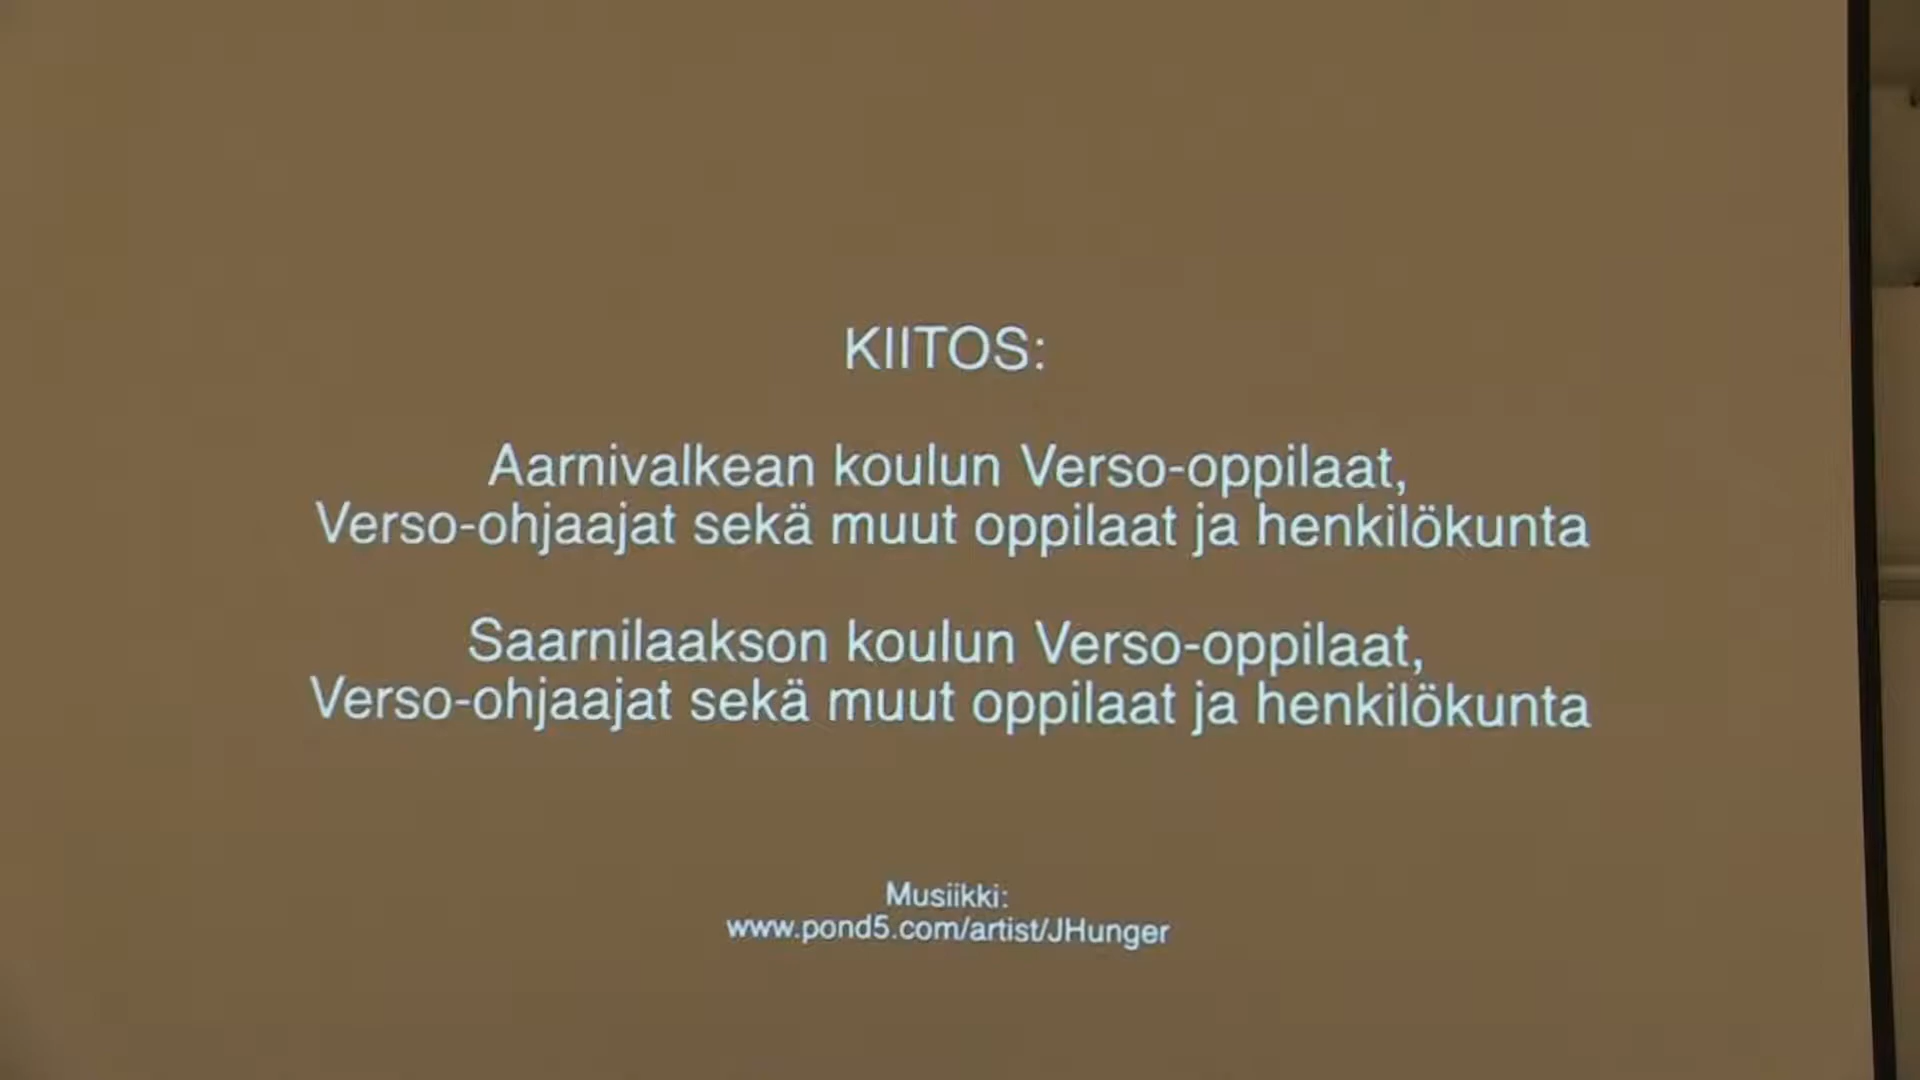 KIITOS:
Aarnivalkean koulun Verso-oppilaat,
Verso-ohjaajat sekä muut oppilaat ja henkilökunta
Saarnilaakson koulun Verso-oppilaat,
Verso-ohjaajat sekä muut oppilaat ja henkilökunta
Musiikki:
www.pond5.com/artist/JHunger